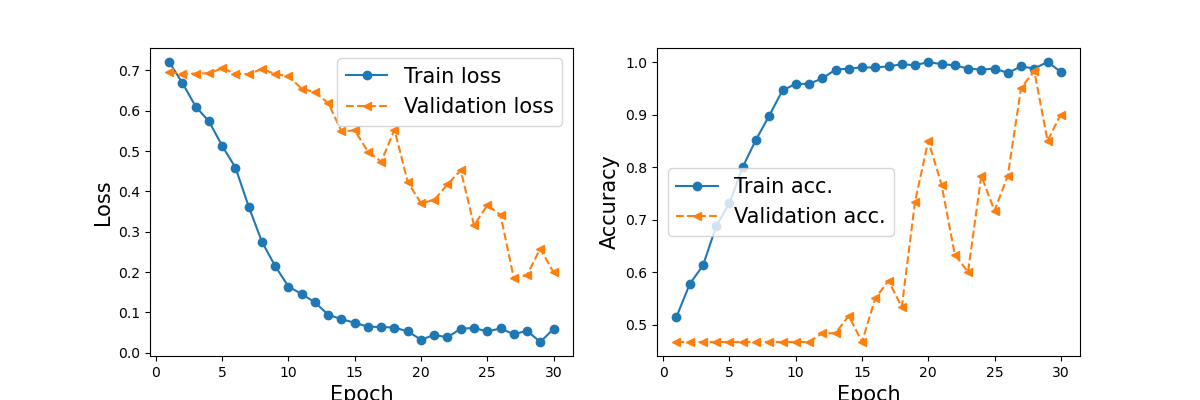 0.7
0.6
0.5
0.4
0.3
0.2
0.1
0.0
Loss
0 5 10 15 20 25 30
Epoch
Train loss
Validation loss
1.0
0.9
0.8
0.7
0.6
0.5
Accuracy
0 5 10 15 20 25 30
Epoch
Train acc.
Validation acc.